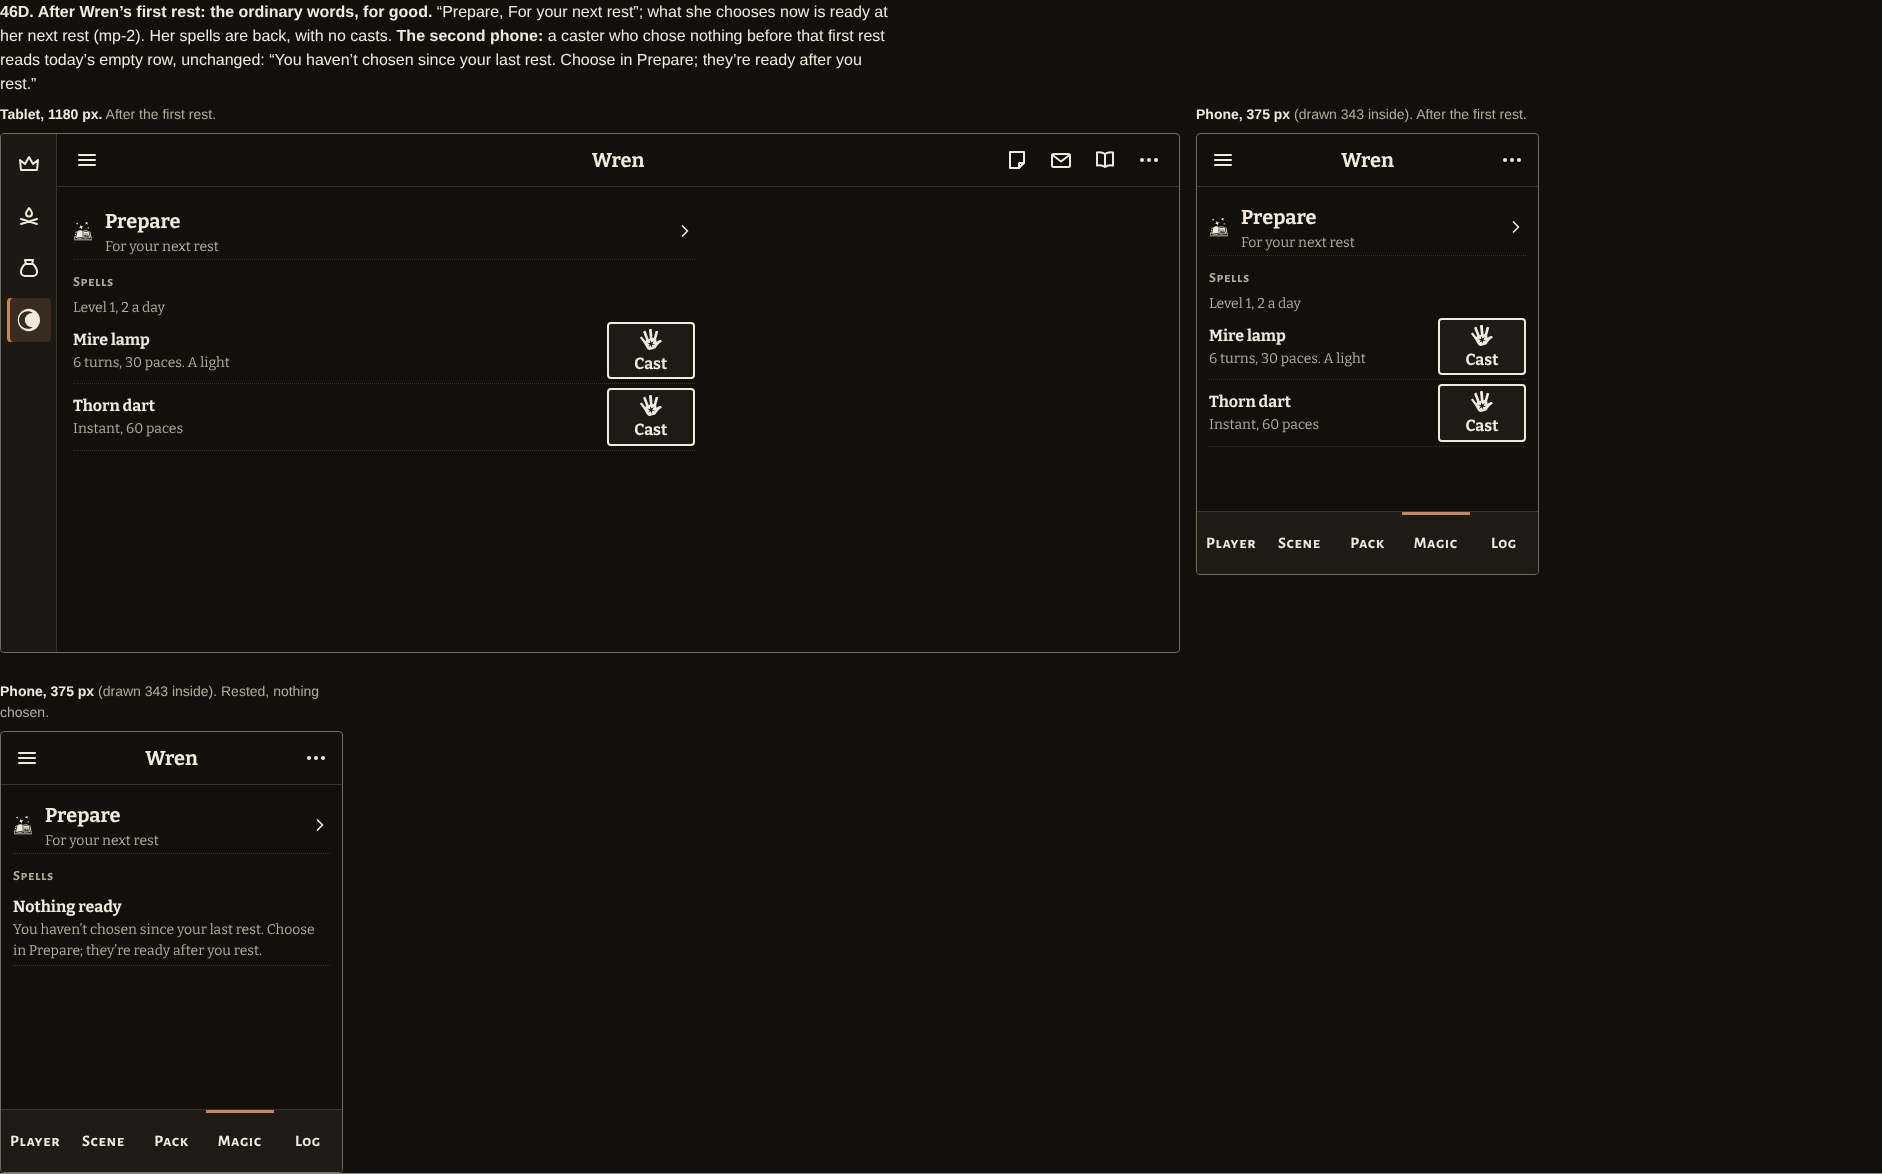 46D. After Wren’s first rest: the ordinary words, for good. “Prepare, For your next rest”; what she chooses now is ready at
her next rest (mp-2). Her spells are back, with no casts. The second phone: a caster who chose nothing before that first rest
reads today’s empty row, unchanged: “You haven’t chosen since your last rest. Choose in Prepare; they’re ready after you
rest.”
Tablet, 1180 px. After the first rest.
Wren
Prepare
For your next rest
Spells
Level 1, 2 a day
Mire lamp
6 turns, 30 paces. A light
Cast
Thorn dart
Instant, 60 paces
Cast
Phone, 375 px (drawn 343 inside). After the first rest.
Wren
Prepare
For your next rest
Spells
Level 1, 2 a day
Mire lamp
6 turns, 30 paces. A light
Cast
Thorn dart
Instant, 60 paces
Cast
Player Scene Pack Magic Log
Phone, 375 px (drawn 343 inside). Rested, nothing
chosen.
Wren
Prepare
For your next rest
Spells
Nothing ready
You haven’t chosen since your last rest. Choose
in Prepare; they’re ready after you rest.
Player Scene Pack Magic Log